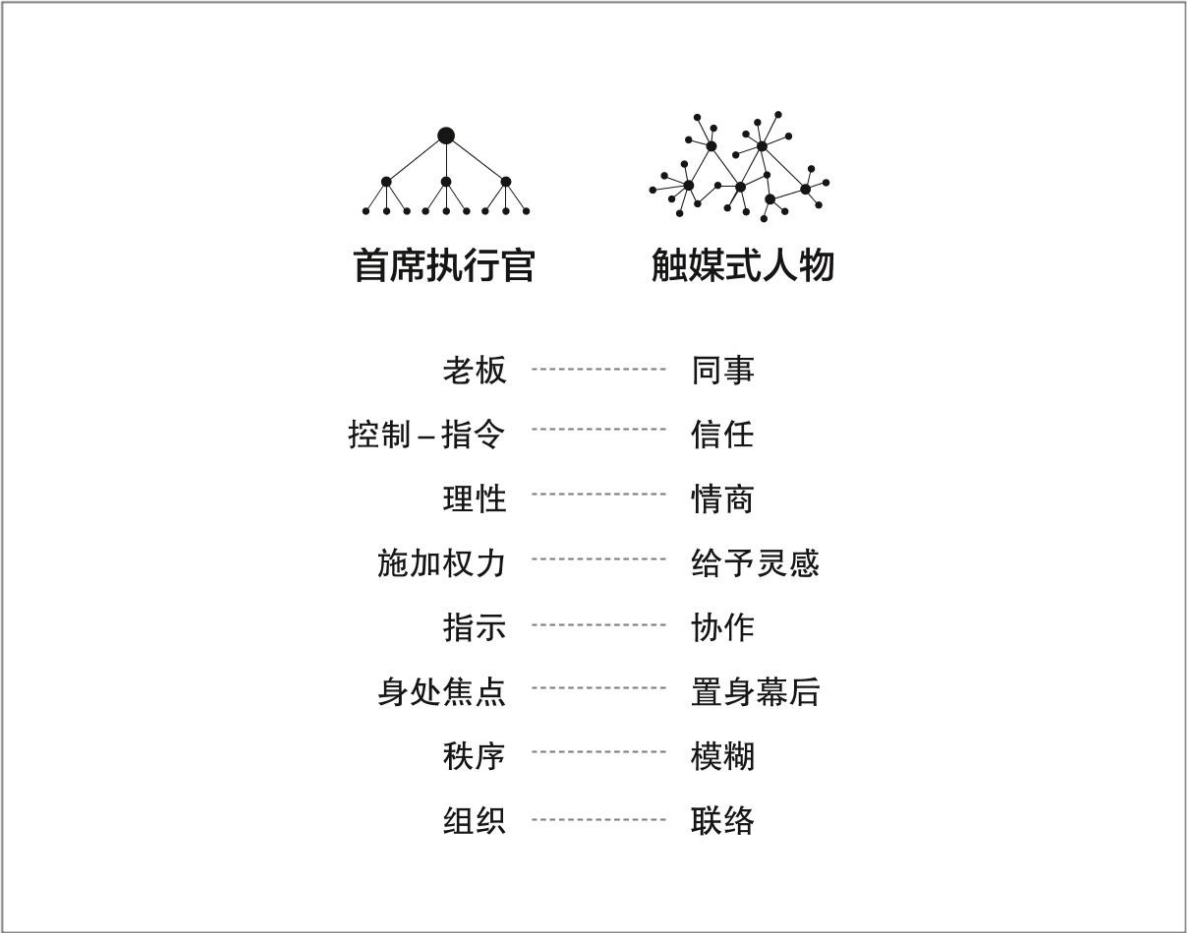 首席执行官 触媒式人物
老板 同事
控制–指令 信任
理性 情商
施加权力 给予灵感
指示 协作
身处焦点 置身幕后
秩序 模糊
组织 联络